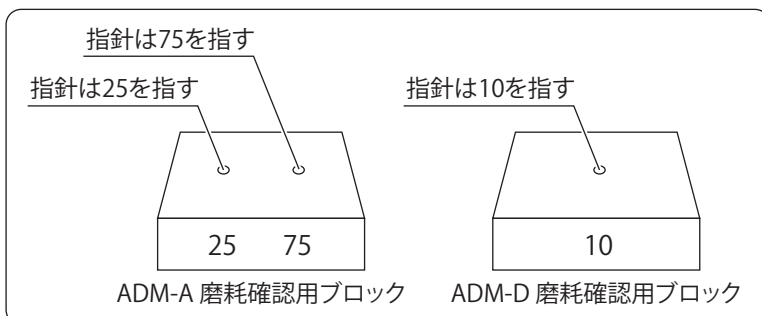 指針は75を指す
指針は25を指す
指針は10を指す
25 75
10
ADM-A 磨耗確認用ブロック
ADM-D 磨耗確認用ブロック